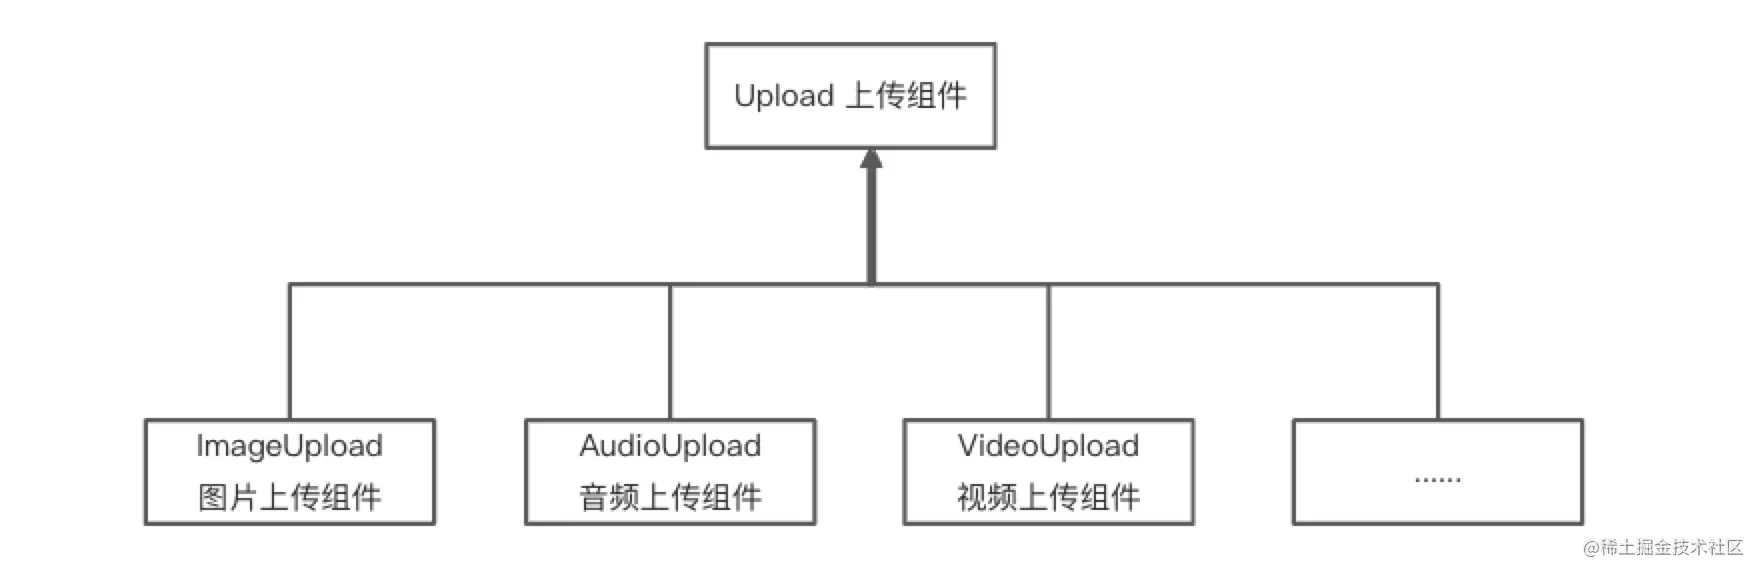 Upload 上传组件
ImageUpload
图片上传组件
AudioUpload
音频上传组件
VideoUpload
视频上传组件
......
@稀土掘金技术社区